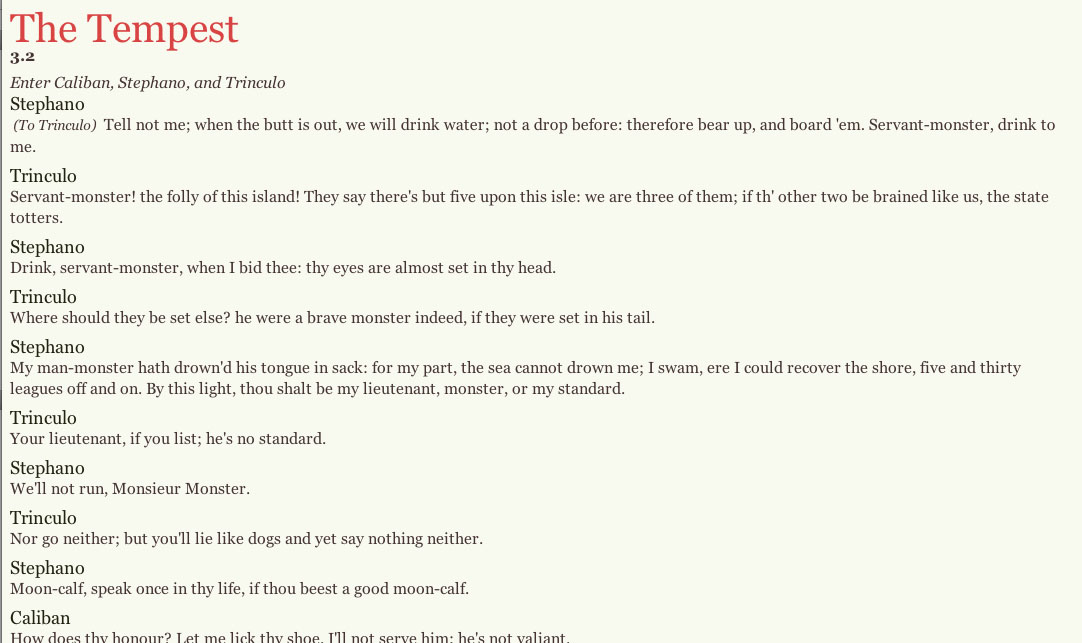 The Tempest
3.2
Enter Caliban, Stephano, and Trinculo
Stephano
(To Trinculo) Tell not me; when the butt is out, we will drink water; not a drop before: therefore bear up, and board 'em. Servant-monster, drink to
me.
Trinculo
Servant-monster! the folly of this island! They say there's but five upon this isle: we are three of them; if th' other two be brained like us, the state
totters.
Stephano
Drink, servant-monster, when I bid thee: thy eyes are almost set in thy head.
Trinculo
Where should they be set else? he were a brave monster indeed, if they were set in his tail.
Stephano
My man-monster hath drown'd his tongue in sack: for my part, the sea cannot drown me; I swam, ere I could recover the shore, five and thirty
leagues off and on. By this light, thou shalt be my lieutenant, monster, or my standard.
Trinculo
Your lieutenant, if you list; he's no standard.
Stephano
We'll not run, Monsieur Monster.
Trinculo
Nor go neither; but you'll lie like dogs and yet say nothing neither.
Stephano
Moon-calf, speak once in thy life, if thou beest a good moon-calf.
Caliban
How does thy honour? Let me lick thy shoe. I'll not serve him; he's not valiant.